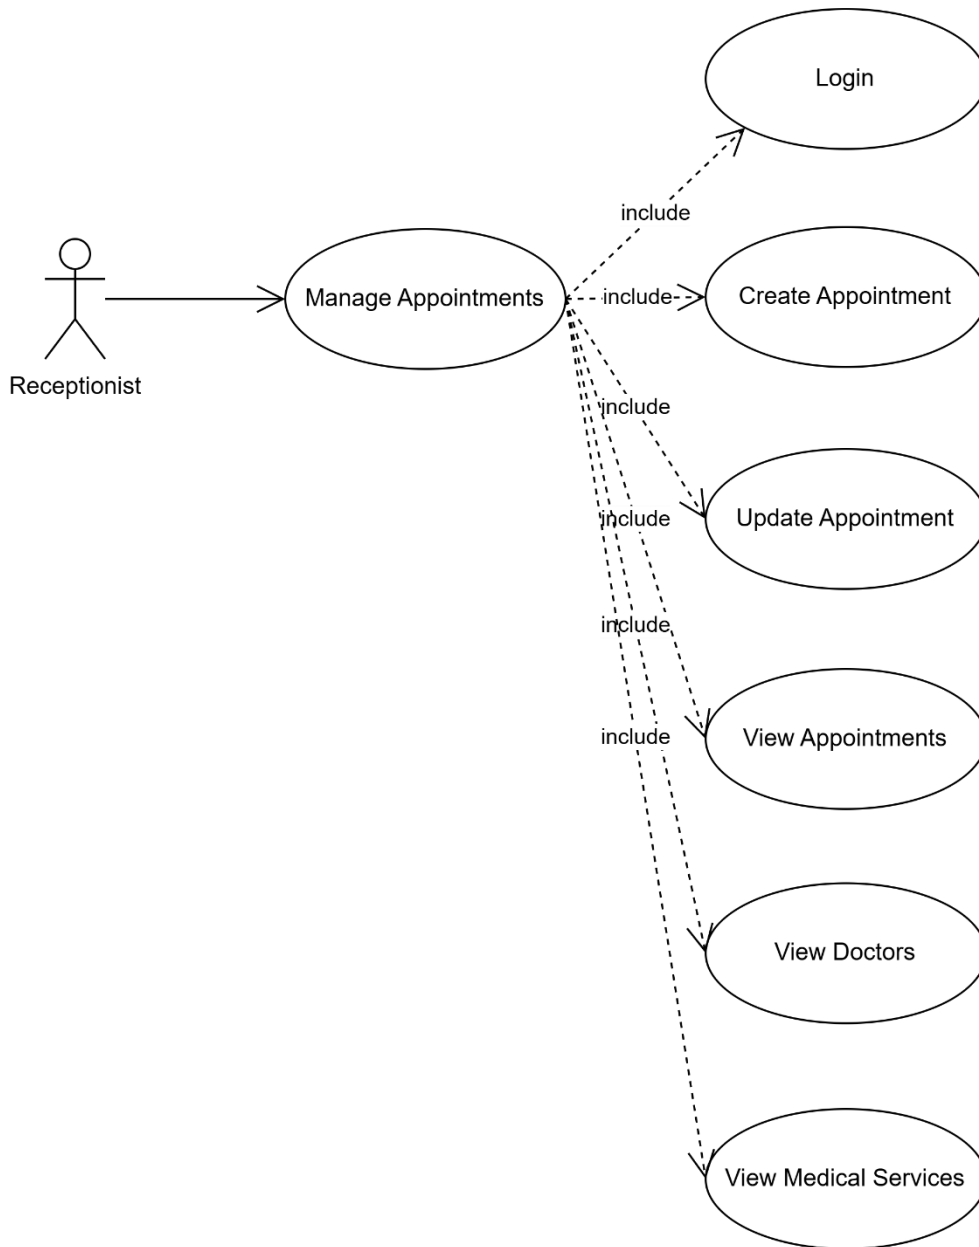 Login
include
Receptionist
Manage Appointments
include
Create Appointment
include
Update Appointment
include
include
View Appointments
include
View Doctors
View Medical Services